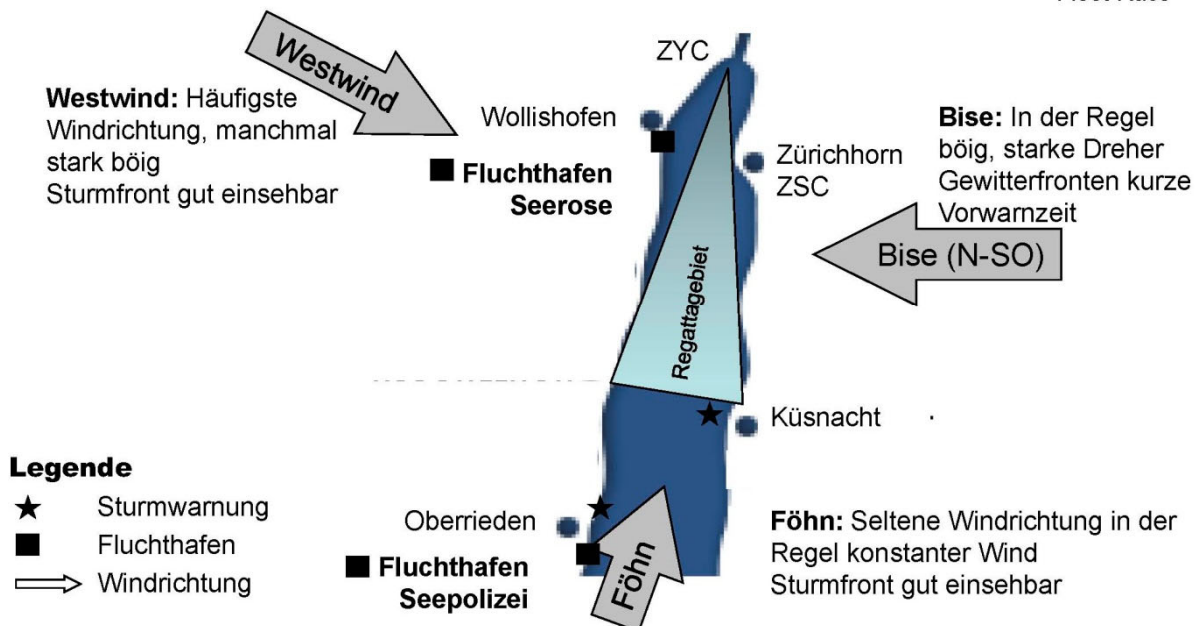 ZYC
Westwind
Westwind: Häufigste
Windrichtung, manchmal
stark böig
Sturmfront gut einsehbar
Wollishofen
Fluchthafen
Seerose
Zürichhorn
ZSC
Bise: In der Regel
böig, starke Dreher
Gewitterfronten kurze
Vorwarnzeit
Bise (N-SO)
Regattagebiet
Küsnacht
Legende
Sturmwarnung
Fluchthafen
Windrichtung
Oberrieden
Fluchthafen
Seepolizei
Föhn
Föhn: Seltene Windrichtung in der
Regel konstanter Wind
Sturmfront gut einsehbar